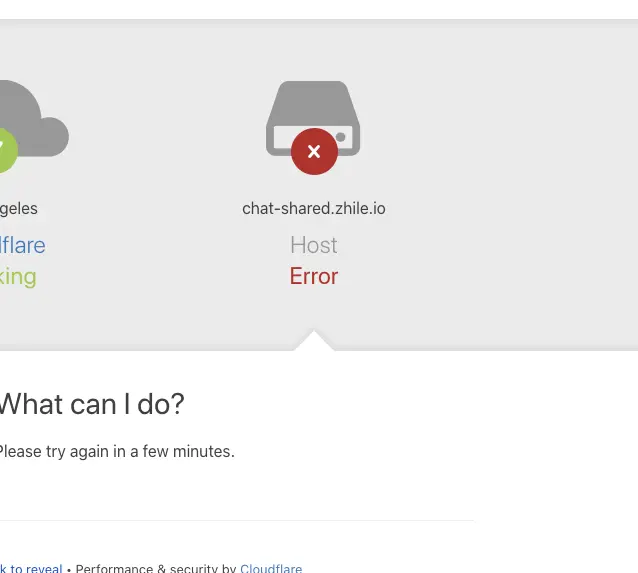 geles
chat-shared.zhile.io
flare
Host
king
Error
What can I do?
Please try again in a few minutes.
k to reveal • Performance & security by Cloudflare